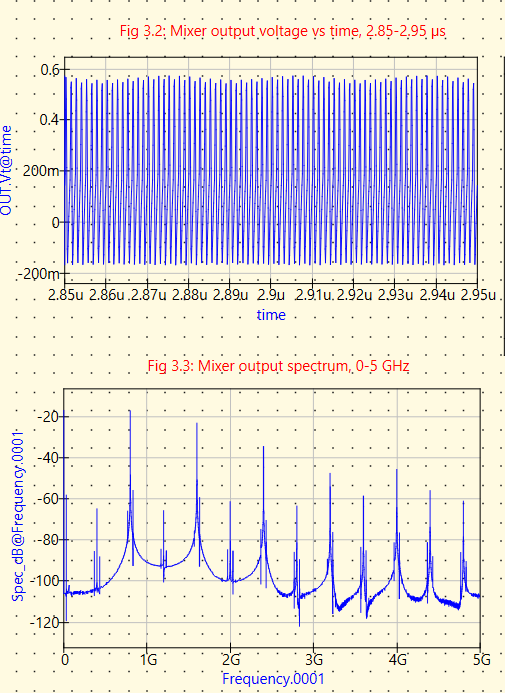 Fig 3.2: Mixer output voltage vs time, 2.85-2.95 µs
OUT.Vt@time
0.6
0.4
200m
0
-200m
2.85u 2.86u 2.87u 2.88u 2.89u 2.9u 2.91u 2.92u 2.93u 2.94u 2.95u
time
Fig 3.3: Mixer output spectrum, 0-5 GHz
Spec_dB@Frequency.0001
-20
-40
-60
-80
-100
-120
0 1G 2G 3G 4G 5G
Frequency.0001